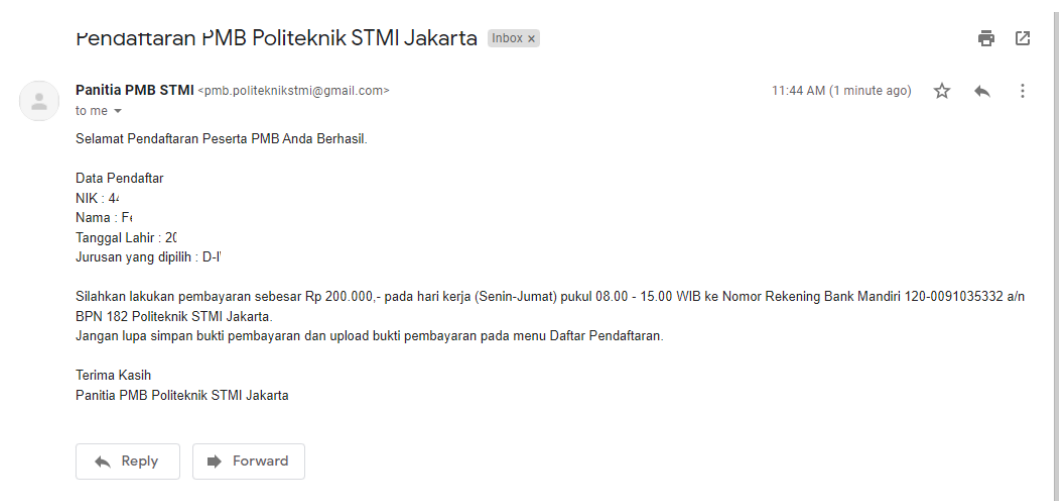 Pendaftaran PMB Politeknik STMI Jakarta Inbox x
Panitia PMB STMI <pmb.politeknikstmi@gmail.com> 11:44 AM (1 minute ago)
to me
Selamat Pendaftaran Peserta PMB Anda Berhasil.
Data Pendaftar
NIK : 44
Nama : Fe
Tanggal Lahir : 20
Jurusan yang dipilih : D-I
Silahkan lakukan pembayaran sebesar Rp 200.000,- pada hari kerja (Senin-Jumat) pukul 08.00 - 15.00 WIB ke Nomor Rekening Bank Mandiri 120-0091035332 a/n
BPN 182 Politeknik STMI Jakarta.
Jangan lupa simpan bukti pembayaran dan upload bukti pembayaran pada menu Daftar Pendaftaran.
Terima Kasih
Panitia PMB Politeknik STMI Jakarta
Reply Forward